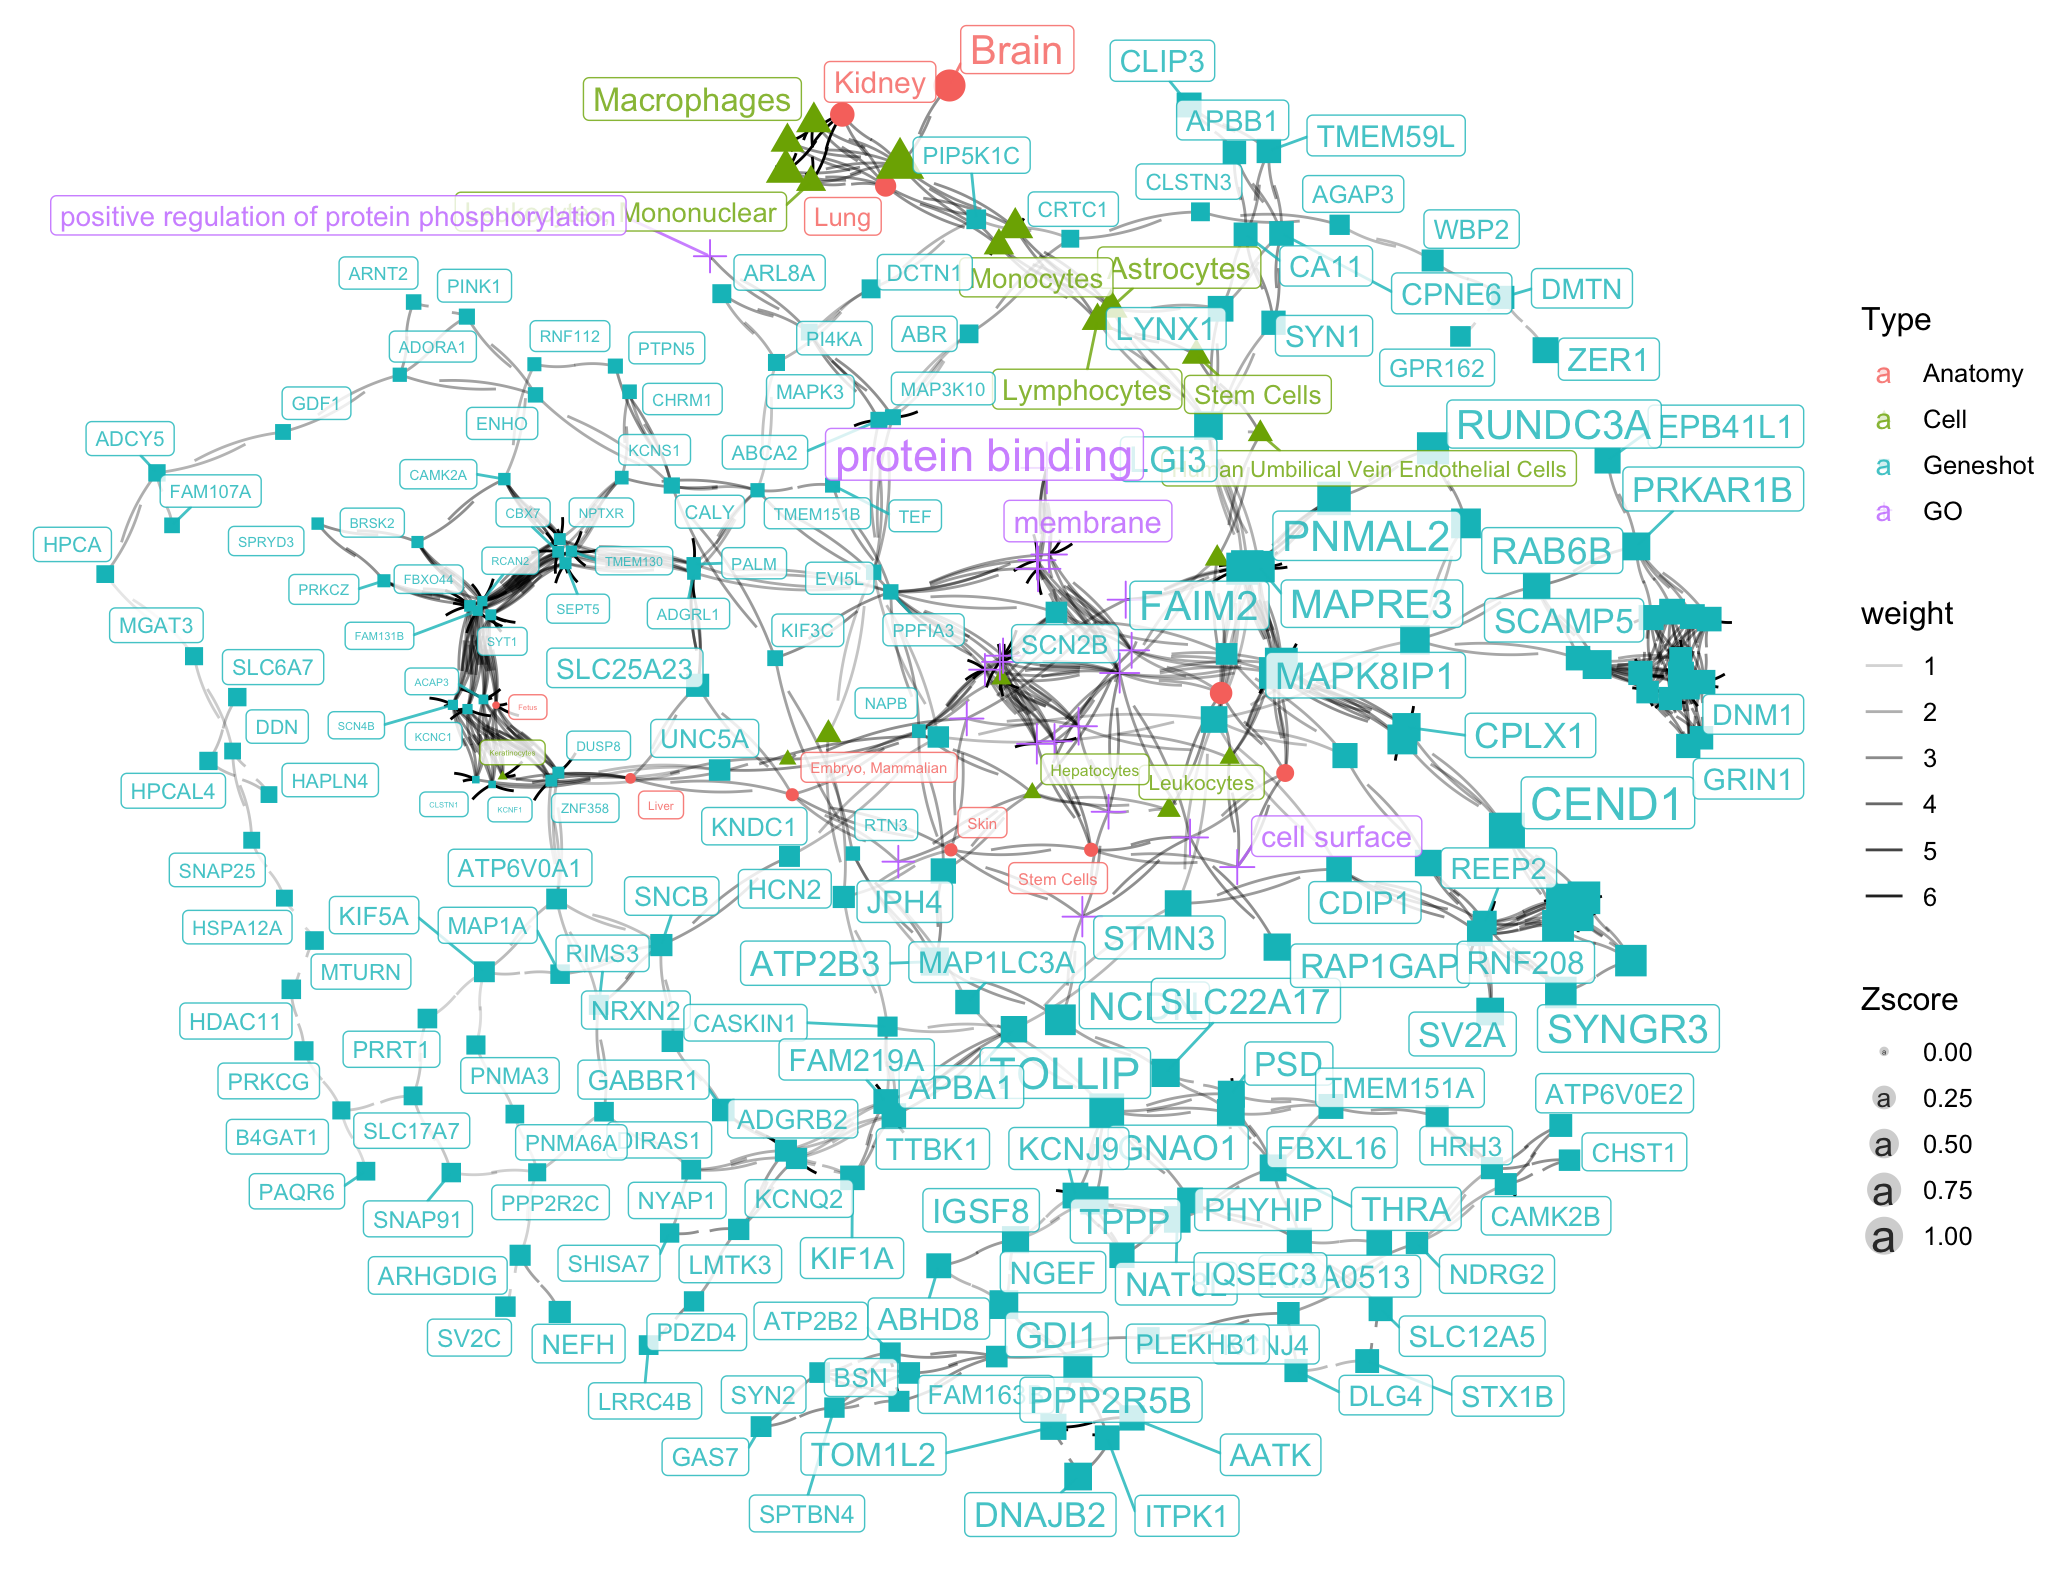 Brain
CLIP3
Kidney
Macrophages
APBB1
TMEM59L
PIP5K1C
CLSTN3
AGAP3
positive regulation of protein phosphorylation
Mononuclear
Lung
CRTC1
WBP2
ARNT2
PINK1
ARL8A
DCTN1
Monocytes
Astrocytes
CA11
CPNE6
DMTN
Type
a Anatomy
a Cell
a Geneshot
a GO
RNF112
ADORA1
PTPN5
PI4KA
ABR
LYNX1
SYN1
GPR162
ZER1
GDF1
CHRM1
MAPK3
MAP3K10
Lymphocytes
Stem Cells
ADCY5
ENHO
KCNS1
ABCA2
protein binding
LGI3
Human Umbilical Vein Endothelial Cells
RUNDC3A
EPB41L1
FAM107A
CAMK2A
CBX7
NPTXR
CALY
TMEM151B
TEF
membrane
PRKAR1B
HPCA
SPRYD3
BRSK2
RCAN2
TMEM130
PALM
EVI5L
PNMAL2
RAB6B
PRKCZ
FBXO44
SEPT5
ADGRL1
FAIM2
MAPRE3
SCAMP5
weight
1
2
3
4
5
6
MGAT3
FAM131B
SYT1
KIF3C
PPFIA3
SCN2B
SLC6A7
SLC25A23
MAPK8IP1
ACAP3
Fetus
NAPB
DDN
SCN4B
KCNC1
DUSP8
UNC5A
CPLX1
DNM1
Keratinocytes
Embryo, Mammalian
Hepatocytes
Leukocytes
GRIN1
HPCAL4
HAPLN4
CLSTN1
KCNF1
ZNF358
Liver
KNDC1
RTN3
Skin
cell surface
CEND1
SNAP25
ATP6V0A1
SNCB
HCN2
JPH4
Stem Cells
CDIP1
REEP2
HSPA12A
KIF5A
MAP1A
RIMS3
ATP2B3
MAP1LC3A
STMN3
RAP1GAP
RNF208
MTURN
HDAC11
NRXN2
CASKIN1
NCDN
SLC22A17
SV2A
SYNGR3
Zscore
a 0.00
a 0.25
a 0.50
a 0.75
a 1.00
PRRT1
PRKCG
PNMA3
GABBR1
FAM219A
APBA1
TOLLIP
PSD
TMEM151A
ATP6V0E2
B4GAT1
SLC17A7
PNMA6A
DIRAS1
ADGRB2
TTBK1
KCNJ9
GNAO1
FBXL16
HRH3
CHST1
PAQR6
SNAP91
PPP2R2C
NYAP1
KCNQ2
IGSF8
TPPP
PHYHIP
THRA
CAMK2B
ARHGDIG
SHISA7
LMTK3
KIF1A
NGEF
IQSEC3
NDRG2
SV2C
NEFH
PDZD4
ATP2B2
ABHD8
GDI1
PLEKHB1
SLC12A5
LRRC4B
SYN2
BSN
PPP2R5B
DLG4
STX1B
GAS7
TOM1L2
AATK
SPTBN4
DNAJB2
ITPK1